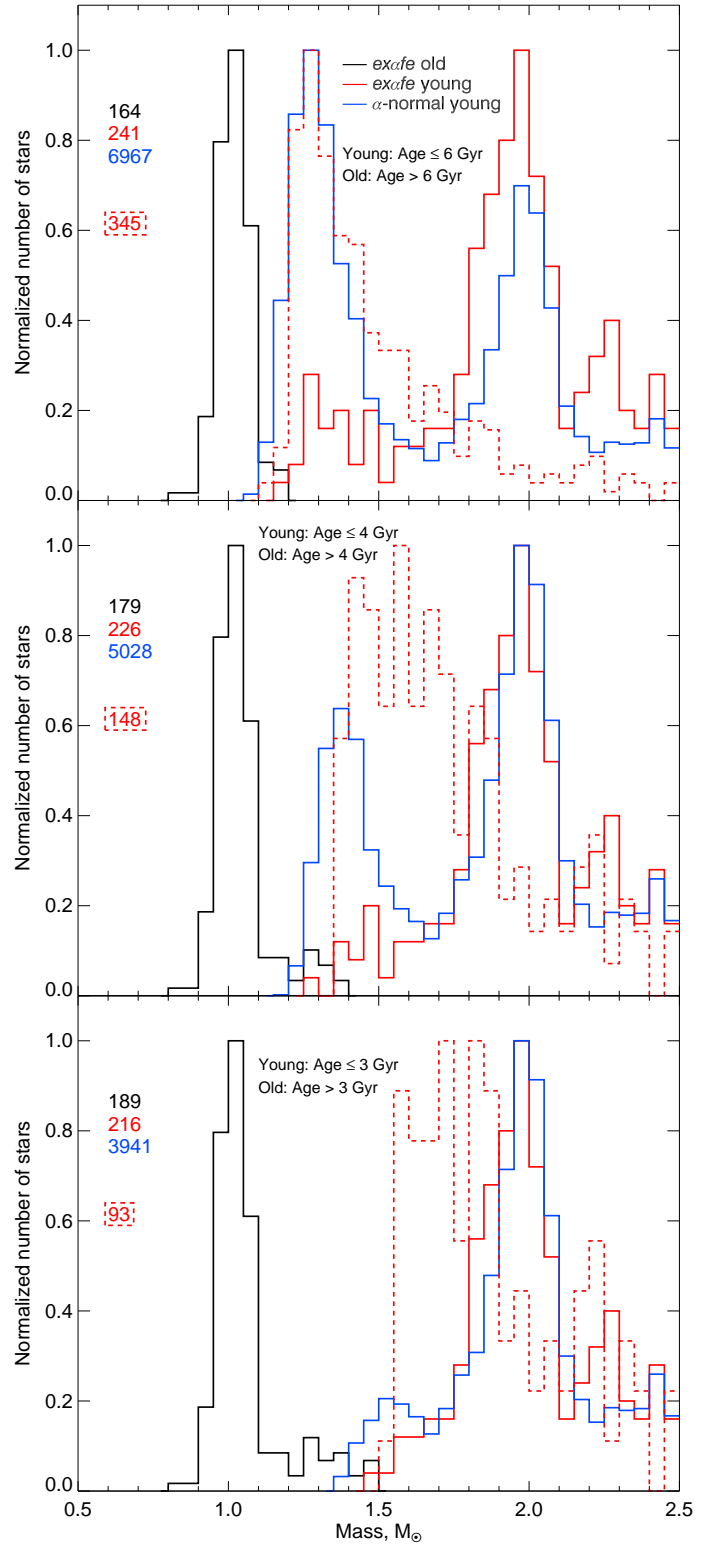 1.0
0.8
0.6
0.4
0.2
0.0
Normalized number of stars
exαfe old
exαfe young
α-normal young
164
241
6967
345
Young: Age ≤ 6 Gyr
Old: Age > 6 Gyr
1.0
0.8
0.6
0.4
0.2
0.0
Normalized number of stars
Young: Age ≤ 4 Gyr
Old: Age > 4 Gyr
179
226
5028
148
1.0
0.8
0.6
0.4
0.2
0.0
Normalized number of stars
Young: Age ≤ 3 Gyr
Old: Age > 3 Gyr
189
216
3941
93
0.5 1.0 1.5 2.0 2.5
Mass, M⊙